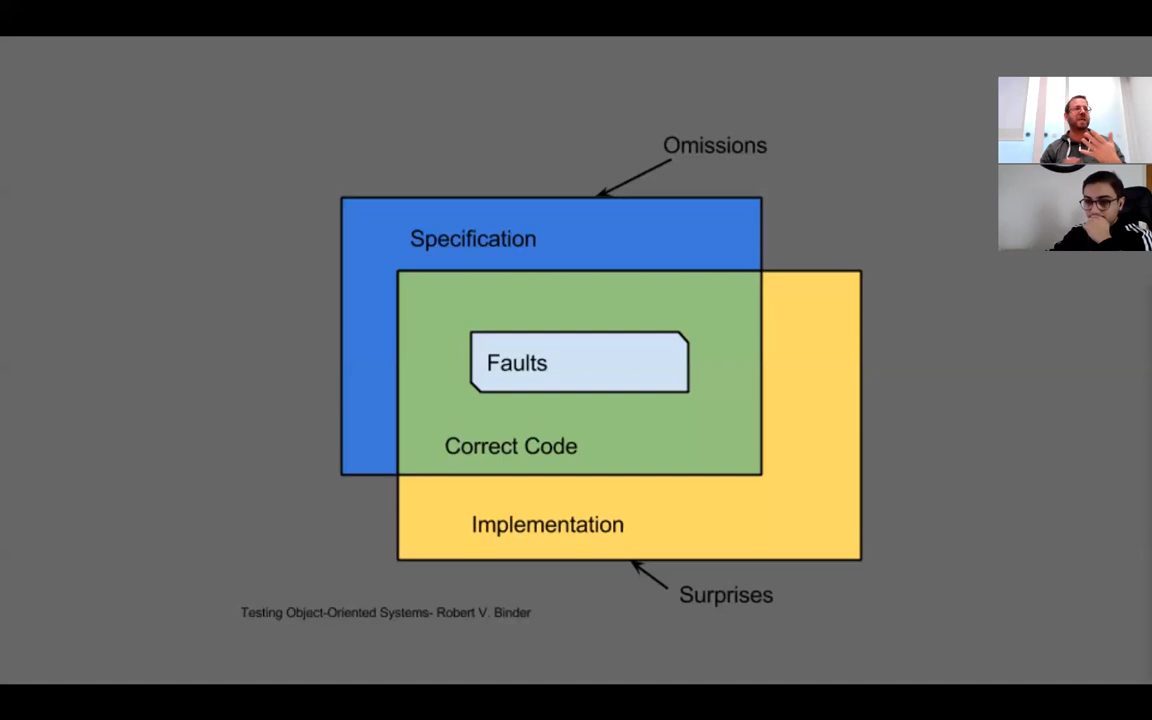 Omissions
Specification
Faults
Correct Code
Implementation
Surprises
Testing Object-Oriented Systems- Robert V. Binder